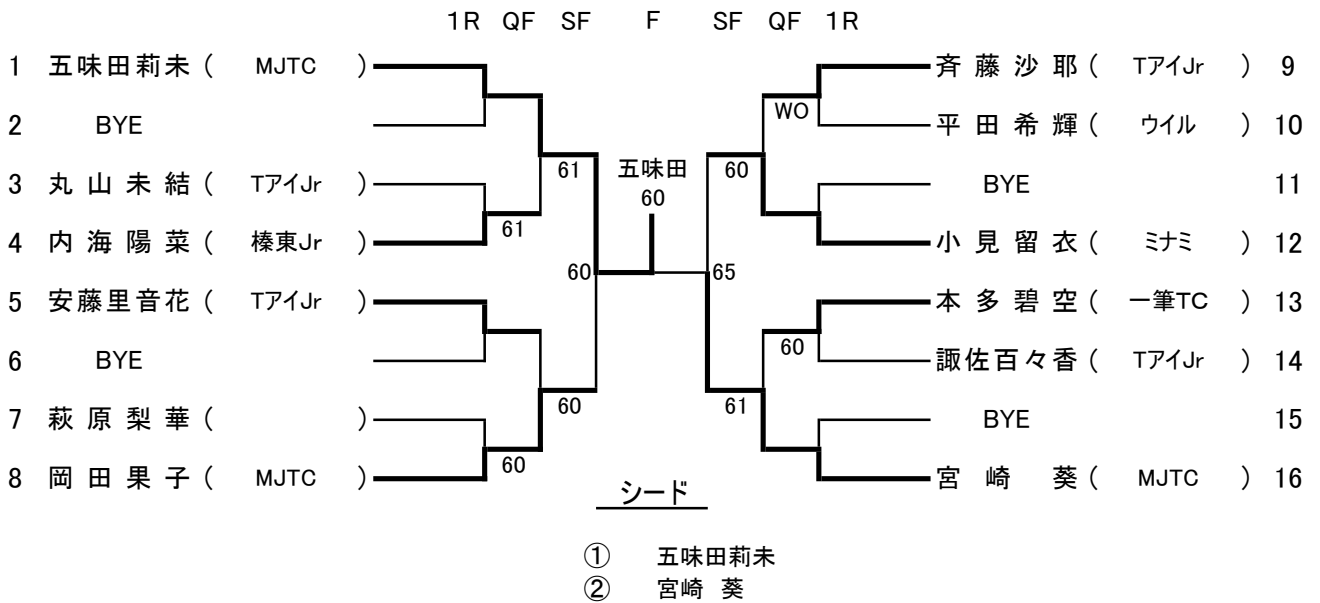 1R QF SF F SF QF 1R
1 五味田莉未 ( MJTC ) 斉藤沙耶 ( TアイJr ) 9
WO
2 BYE 平田希輝 ( ウイル ) 10
61 五味田 60
3 丸山未結 ( TアイJr ) BYE 11
60
61
4 内海陽菜 ( 榛東Jr ) 小見留衣 ( ミナミ ) 12
60 65
5 安藤里音花 ( TアイJr ) 本多碧空 ( 一筆TC ) 13
60
6 BYE 諏佐百々香 ( TアイJr ) 14
60 61
7 萩原梨華 ( ) BYE 15
60
8 岡田果子 ( MJTC ) 宮崎 葵 ( MJTC ) 16
シード
① 五味田莉未
② 宮崎 葵